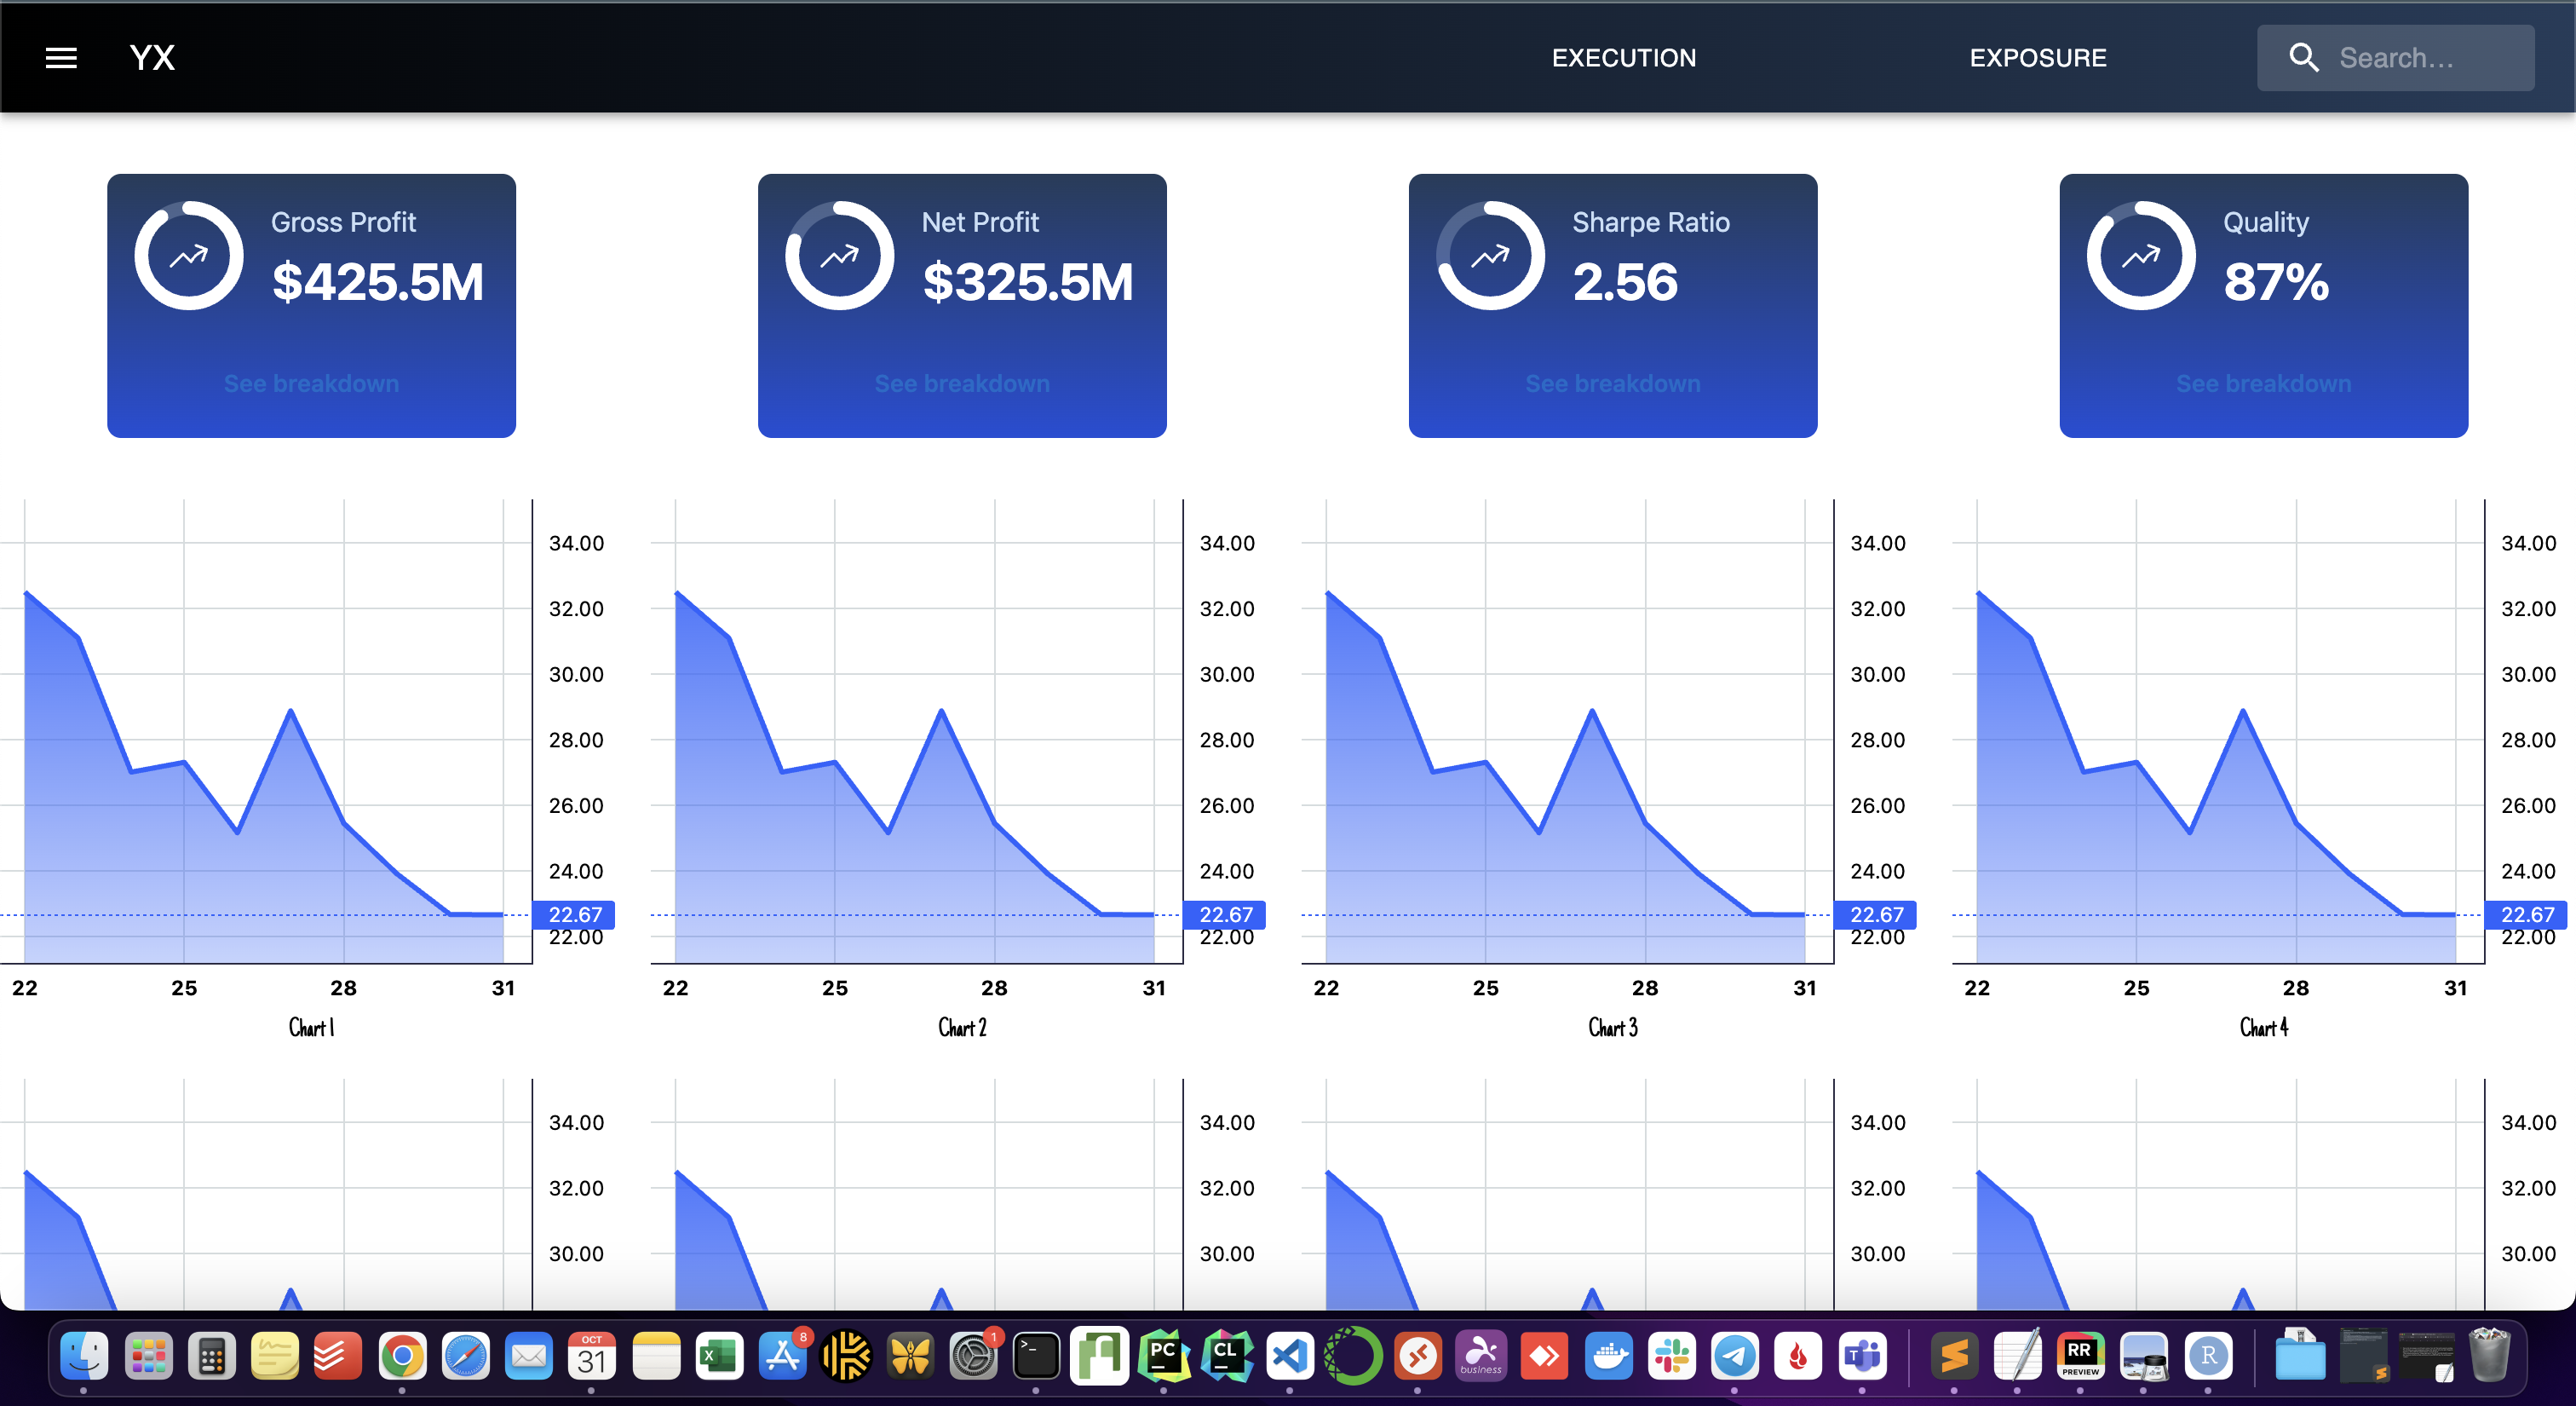 YX
EXECUTION
EXPOSURE
Search...
Gross Profit
$425.5M
See breakdown
Net Profit
$325.5M
See breakdown
Sharpe Ratio
2.56
See breakdown
Quality
87%
See breakdown
34.00
32.00
30.00
28.00
26.00
24.00
22.67
22.00
22 25 28 31
Chart 1
34.00
32.00
30.00
28.00
26.00
24.00
22.67
22.00
22 25 28 31
Chart 2
34.00
32.00
30.00
28.00
26.00
24.00
22.67
22.00
22 25 28 31
Chart 3
34.00
32.00
30.00
28.00
26.00
24.00
22.67
22.00
22 25 28 31
Chart 4
34.00
32.00
30.00
34.00
32.00
30.00
34.00
32.00
30.00
34.00
32.00
30.00
OCT
31
X
8
1
>_
PC
CL
business
T
RR
PREVIEW
R